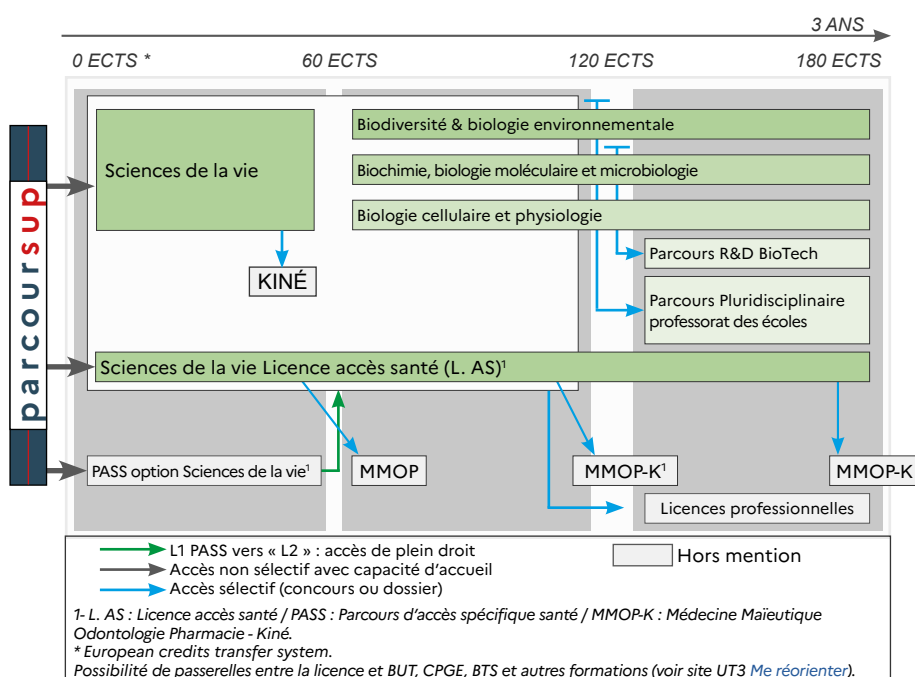 3 ANS
0 ECTS *
60 ECTS
120 ECTS
180 ECTS
parcoursup
Sciences de la vie
Biodiversité & biologie environnementale
Biochimie, biologie moléculaire et microbiologie
Biologie cellulaire et physiologie
KINÉ
Parcours R&D BioTech
Parcours Pluridisciplinaire
professorat des écoles
Sciences de la vie Licence accès santé (L. AS)¹
PASS option Sciences de la vie¹
MMOP
MMOP-K¹
MMOP-K
Licences professionnelles
L1 PASS vers « L2 » : accès de plein droit
Accès non sélectif avec capacité d'accueil
Accès sélectif (concours ou dossier)
Hors mention
1- L. AS : Licence accès santé / PASS : Parcours d'accès spécifique santé / MMOP-K : Médecine Maïeutique
Odontologie Pharmacie - Kiné.
* European credits transfer system.
Possibilité de passerelles entre la licence et BUT, CPGE, BTS et autres formations (voir site UT3 Me réorienter).